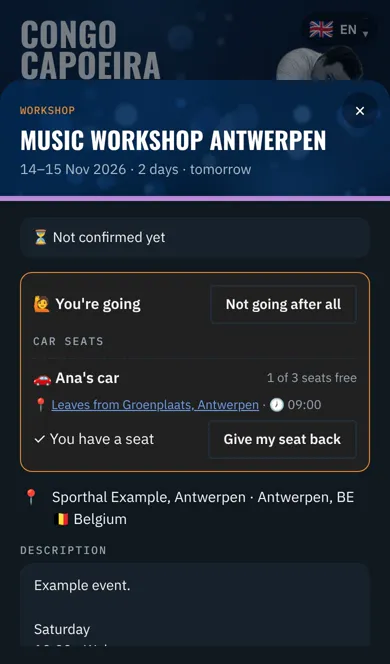 CONGO
CAPOEIRA
🇬🇧 EN ▼
WORKSHOP
✕
MUSIC WORKSHOP ANTWERPEN
14–15 Nov 2026 · 2 days · tomorrow
⏳ Not confirmed yet
🙋 You're going
Not going after all
CAR SEATS
🚗 Ana's car
1 of 3 seats free
📍 Leaves from Groenplaats, Antwerpen · 🕖 09:00
✓ You have a seat
Give my seat back
📍 Sporthal Example, Antwerpen · Antwerpen, BE
🇧🇪 Belgium
DESCRIPTION
Example event.
Saturday